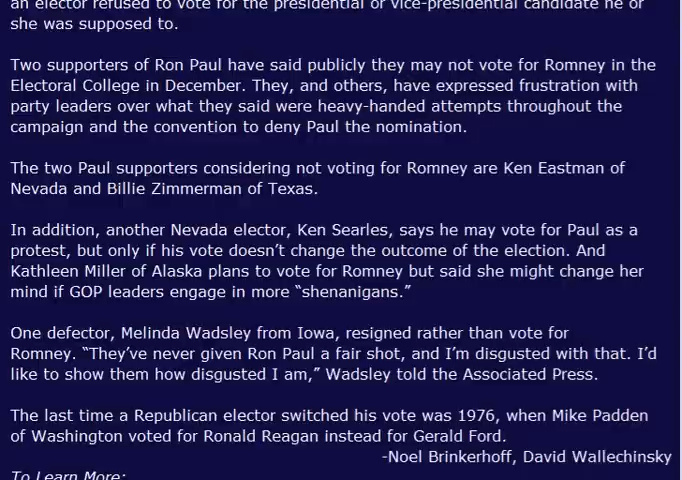 an elector refused to vote for the presidential or vice-presidential candidate he or
she was supposed to.
Two supporters of Ron Paul have said publicly they may not vote for Romney in the
Electoral College in December. They, and others, have expressed frustration with
party leaders over what they said were heavy-handed attempts throughout the
campaign and the convention to deny Paul the nomination.
The two Paul supporters considering not voting for Romney are Ken Eastman of
Nevada and Billie Zimmerman of Texas.
In addition, another Nevada elector, Ken Searles, says he may vote for Paul as a
protest, but only if his vote doesn’t change the outcome of the election. And
Kathleen Miller of Alaska plans to vote for Romney but said she might change her
mind if GOP leaders engage in more “shenanigans.”
One defector, Melinda Wadsley from Iowa, resigned rather than vote for
Romney. “They’ve never given Ron Paul a fair shot, and I’m disgusted with that. I’d
like to show them how disgusted I am,” Wadsley told the Associated Press.
The last time a Republican elector switched his vote was 1976, when Mike Padden
of Washington voted for Ronald Reagan instead for Gerald Ford.
-Noel Brinkerhoff, David Wallechinsky
To Learn More: